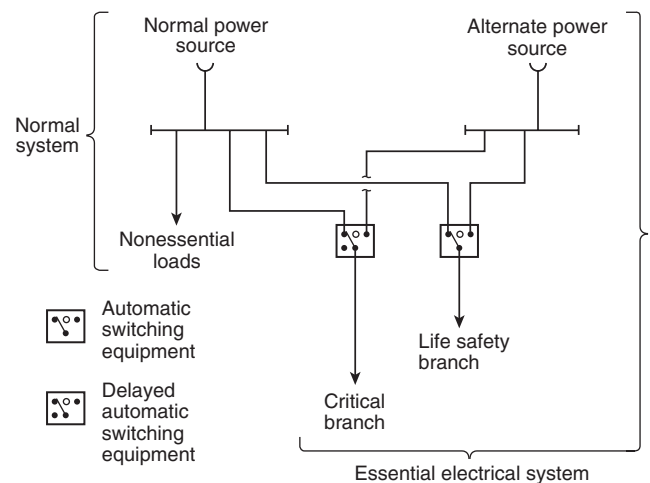 Normal power
source
Alternate power
source
Normal
system
Nonessential
loads
Automatic
switching
equipment
Life safety
branch
Delayed
automatic
switching
equipment
Critical
branch
Essential electrical system